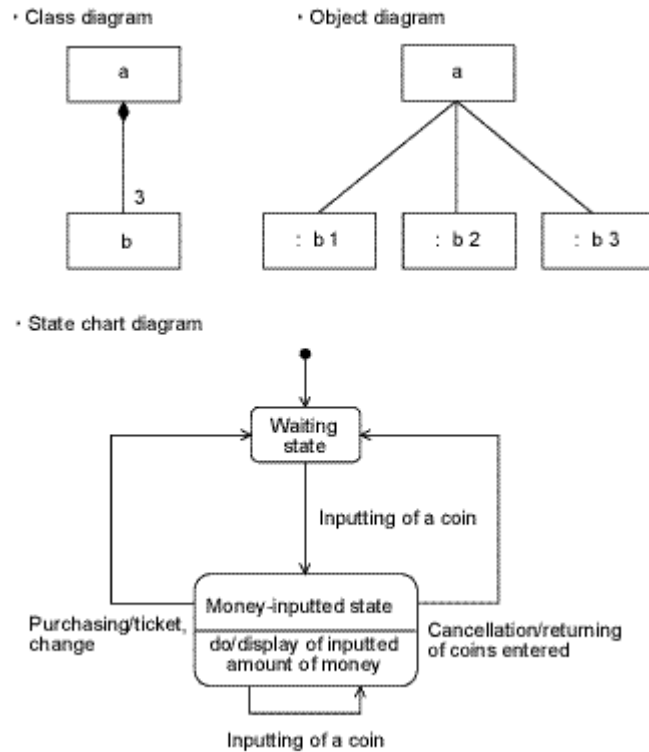 ・Class diagram
・Object diagram
a
a
3
b
: b 1
: b 2
: b 3
・State chart diagram
Waiting
state
Inputting of a coin
Money-inputted state
do/display of inputted
amount of money
Purchasing/ticket,
change
Cancellation/returning
of coins entered
Inputting of a coin